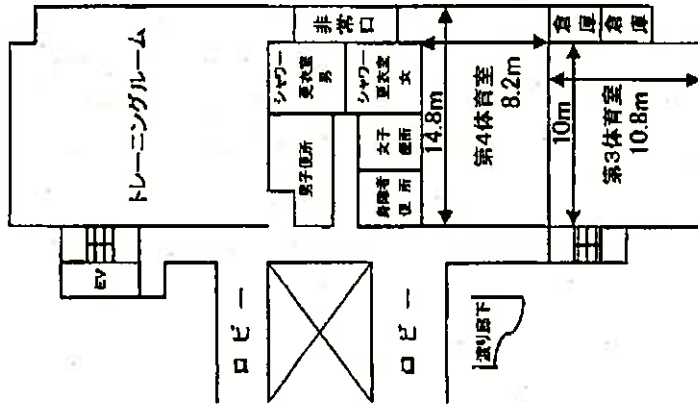 トレーニングルーム
非常口
倉庫
倉庫
シャワー
更衣室
男
シャワー
更衣室
女
男子便所
女子
便所
身障者
便所
14.8m
第4体育室
8.2m
10m
第3体育室
10.8m
EV
ロビー
ロビー
渡り廊下